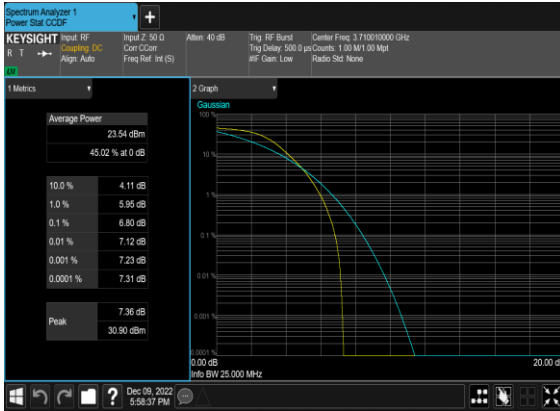 Spectrum Analyzer 1
Power Stat CCDF
+
KEYSIGHT
R T
Input: RF
Coupling: DC
Align: Auto
Input Z: 50 Ω
Corr CCorr
Freq Ref: Int (S)
Atten: 40 dB
Trig: RF Burst
Trig Delay: 500.0 µs
#IF Gain: Low
Center Freq: 3.710010000 GHz
Counts: 1.00 M/1.00 Mpt
Radio Std: None
1 Metrics
Average Power
23.54 dBm
45.02 % at 0 dB
10.0 % 4.11 dB
1.0 % 5.95 dB
0.1 % 6.80 dB
0.01 % 7.12 dB
0.001 % 7.23 dB
0.0001 % 7.31 dB
Peak
7.36 dB
30.90 dBm
2 Graph
Gaussian
100 %
10 %
1 %
0.1 %
0.01 %
0.001 %
0.0001 %
0.00 dB
20.00 d
Info BW 25.000 MHz
?
Dec 09, 2022
5:58:37 PM